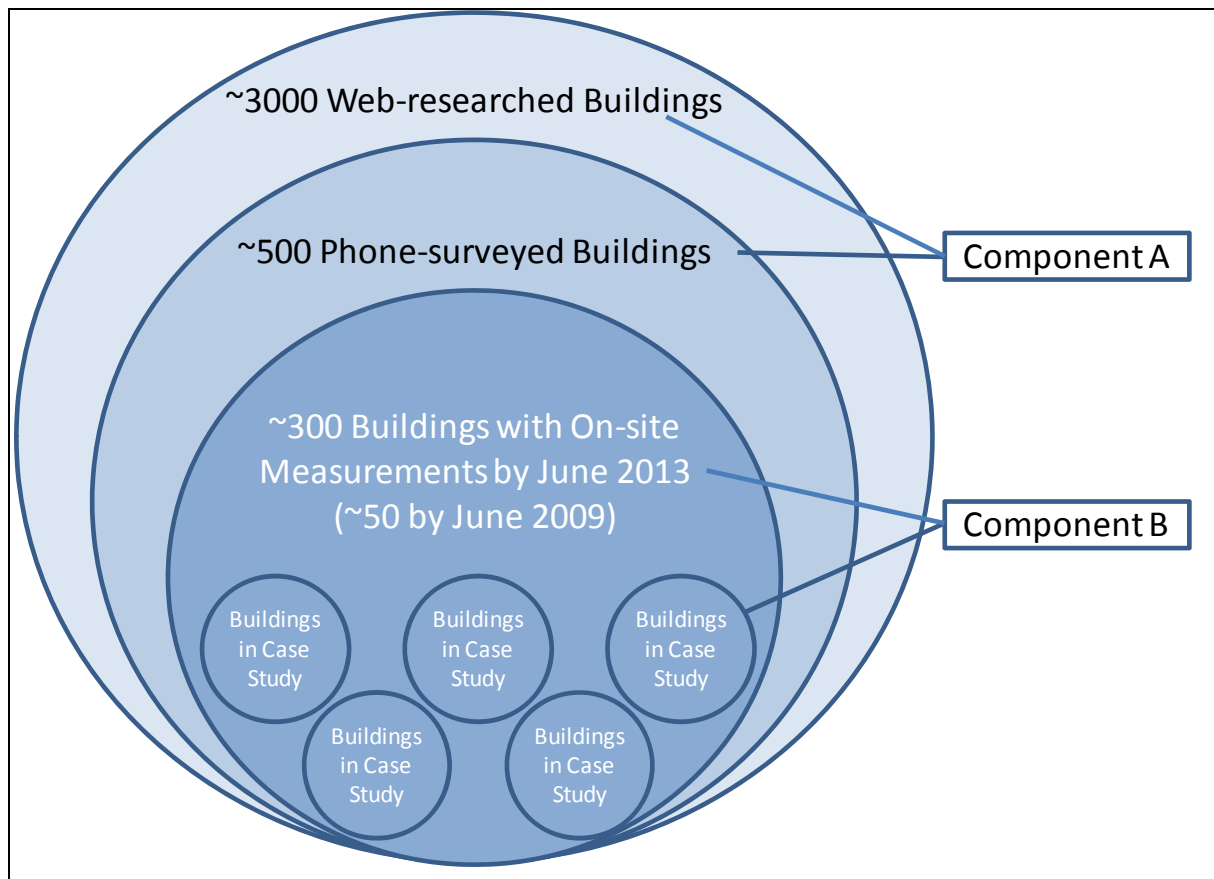 ~3000 Web-researched Buildings
~500 Phone-surveyed Buildings
Component A
~300 Buildings with On-site
Measurements by June 2013
(~50 by June 2009)
Component B
Buildings
in Case
Study
Buildings
in Case
Study
Buildings
in Case
Study
Buildings
in Case
Study
Buildings
in Case
Study